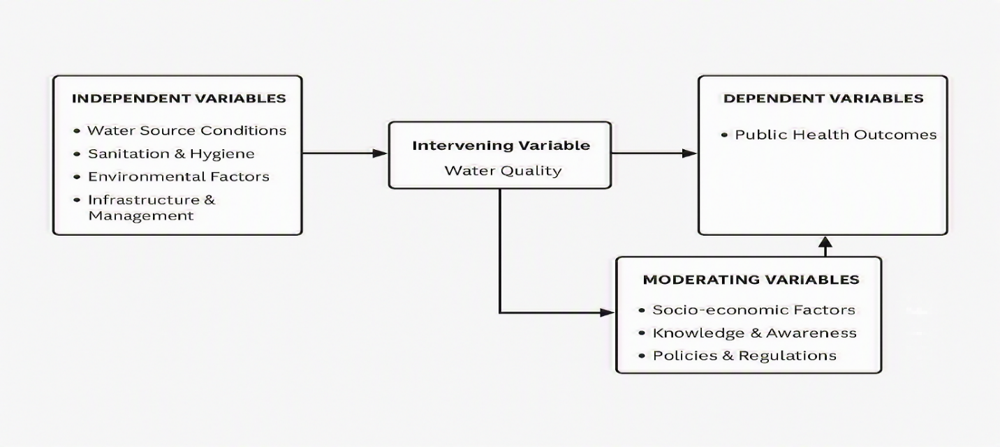 INDEPENDENT VARIABLES
• Water Source Conditions
• Sanitation & Hygiene
• Environmental Factors
• Infrastructure &
Management
Intervening Variable
Water Quality
DEPENDENT VARIABLES
• Public Health Outcomes
MODERATING VARIABLES
• Socio-economic Factors
• Knowledge & Awareness
• Policies & Regulations